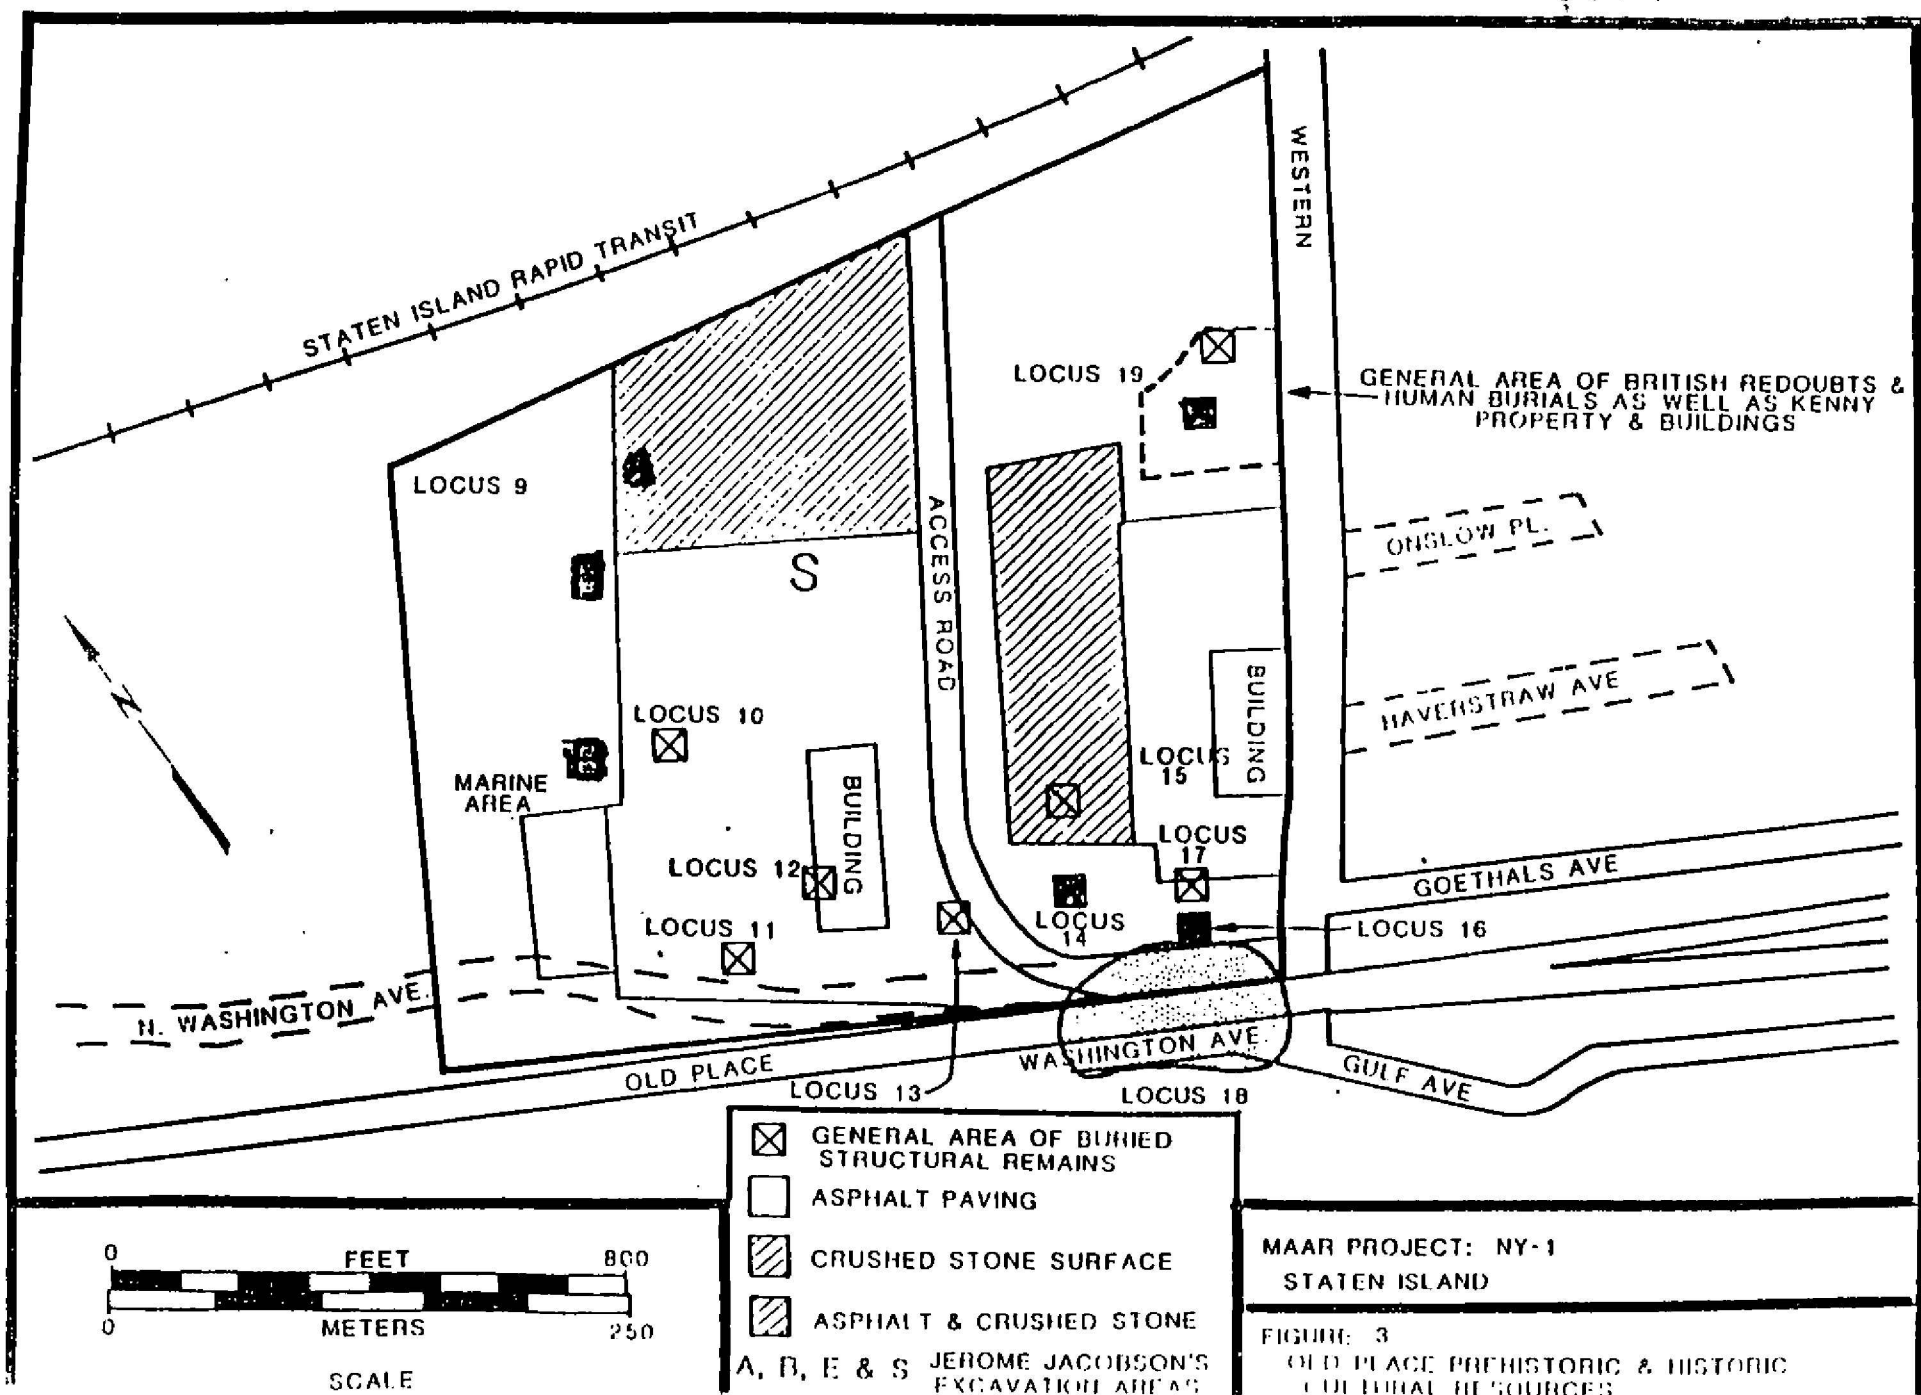 STATEN ISLAND RAPID TRANSIT
WESTERN
LOCUS 19
GENERAL AREA OF BRITISH REDOUBTS &
HUMAN BURIALS AS WELL AS KENNY
PROPERTY & BUILDINGS
LOCUS 9
ACCESS ROAD
ONSLOW PL.
S
N
HAVERSTRAW AVE
LOCUS 10
BUILDING
LOCUS
15
MARINE
AREA
BUILDING
LOCUS
17
LOCUS 12
GOETHALS AVE
LOCUS 11
LOCUS
14
LOCUS 16
N. WASHINGTON AVE.
OLD PLACE
WASHINGTON AVE
GULF AVE
LOCUS 13
LOCUS 18
GENERAL AREA OF BURIED
STRUCTURAL REMAINS
ASPHALT PAVING
CRUSHED STONE SURFACE
ASPHALT & CRUSHED STONE
A, B, E & S JEROME JACOBSON'S
EXCAVATION AREAS
0 FEET 800
0 METERS 250
SCALE
MAAR PROJECT: NY-1
STATEN ISLAND
FIGURE: 3
OLD PLACE PREHISTORIC & HISTORIC
CULTURAL RESOURCES